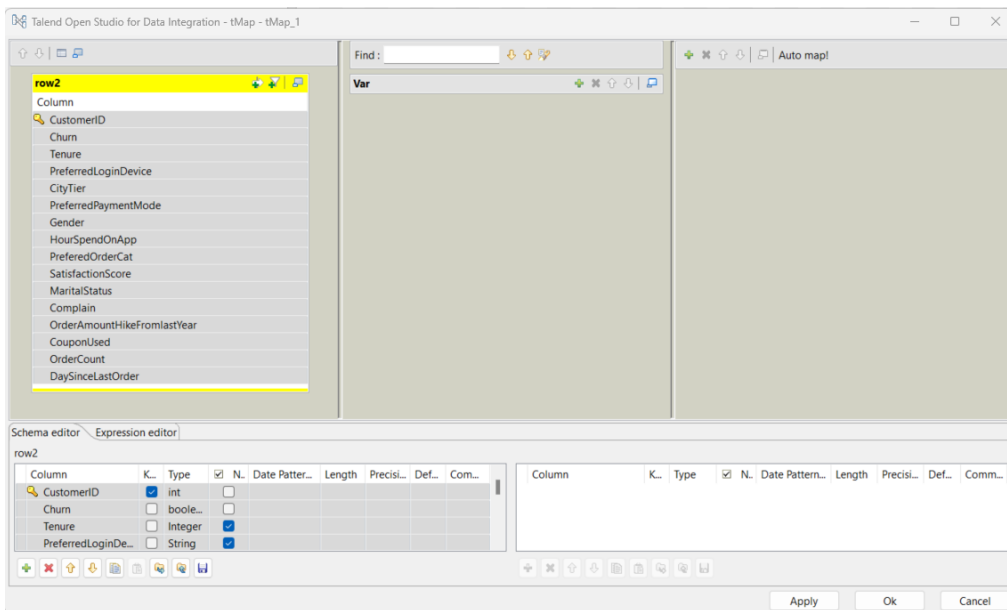 Talend Open Studio for Data Integration - tMap - tMap_1
Find :
Auto map!
row2
Column
CustomerID
Churn
Tenure
PreferredLoginDevice
CityTier
PreferredPaymentMode
Gender
HourSpendOnApp
PreferedOrderCat
SatisfactionScore
MaritalStatus
Complain
OrderAmountHikeFromlastYear
CouponUsed
OrderCount
DaySinceLastOrder
Var
Schema editor Expression editor
row2
Column K... Type N.. Date Patter... Length Precisi... Def... Com...
CustomerID int
Churn boole...
Tenure Integer
PreferredLoginDe... String
Column K... Type N.. Date Pattern... Length Precisi... Def... Comm...
Apply Ok Cancel